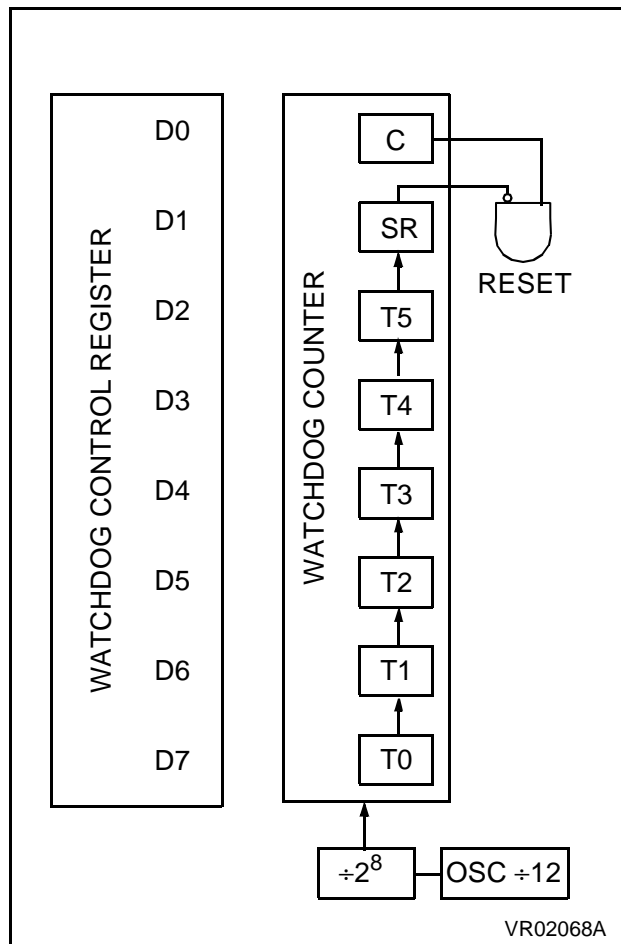 WATCHDOG CONTROL REGISTER
D0
D1
D2
D3
D4
D5
D6
D7
WATCHDOG COUNTER
C
SR
T5
T4
T3
T2
T1
T0
RESET
÷2⁸
OSC ÷12
VR02068A